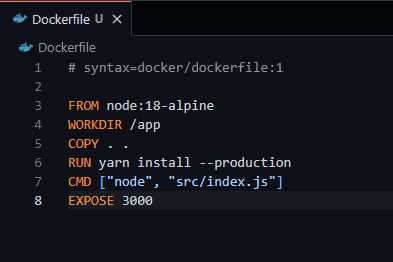 Dockerfile U
Dockerfile
1 # syntax=docker/dockerfile:1
2
3 FROM node:18-alpine
4 WORKDIR /app
5 COPY . .
6 RUN yarn install --production
7 CMD ["node", "src/index.js"]
8 EXPOSE 3000